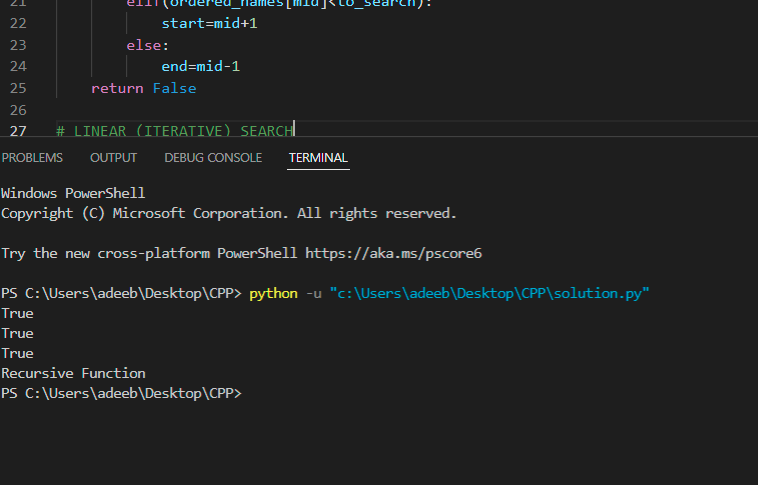 21 elif(ordered_names[mid]<to_search):
22 start=mid+1
23 else:
24 end=mid-1
25 return False
26
27 # LINEAR (ITERATIVE) SEARCH
PROBLEMS OUTPUT DEBUG CONSOLE TERMINAL
Windows PowerShell
Copyright (C) Microsoft Corporation. All rights reserved.
Try the new cross-platform PowerShell https://aka.ms/pscore6
PS C:\Users\adeeb\Desktop\CPP> python -u "c:\Users\adeeb\Desktop\CPP\solution.py"
True
True
True
Recursive Function
PS C:\Users\adeeb\Desktop\CPP>